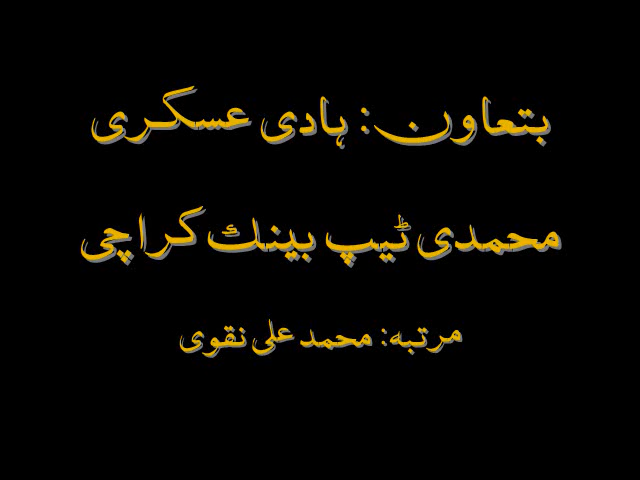 بتعاون : ہادی عسکری
محمدی ٹیپ بینک کراچی
مرتبہ: محمد علی نقوی